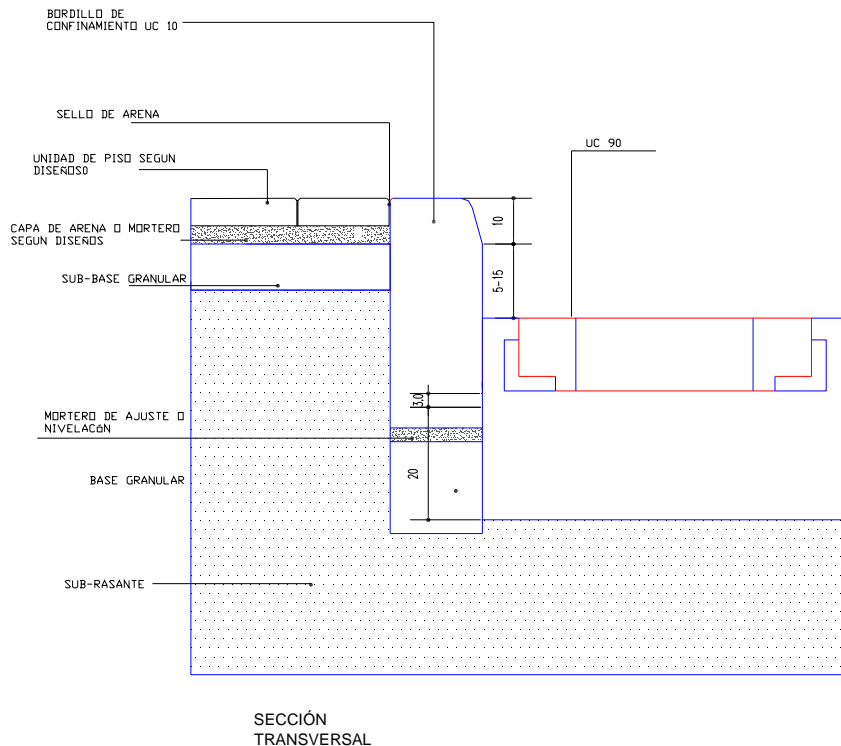 BORDILLO DE
CONFINAMIENTO UC 10
SELLO DE ARENA
UC 90
UNIDAD DE PISO SEGUN
DISEÑOSO
CAPA DE ARENA O MORTERO
SEGUN DISEÑOS
10
SUB-BASE GRANULAR
5-15
3.0
MORTERO DE AJUSTE O
NIVELACóN
20
BASE GRANULAR
SUB-RASANTE
SECCIÓN
TRANSVERSAL